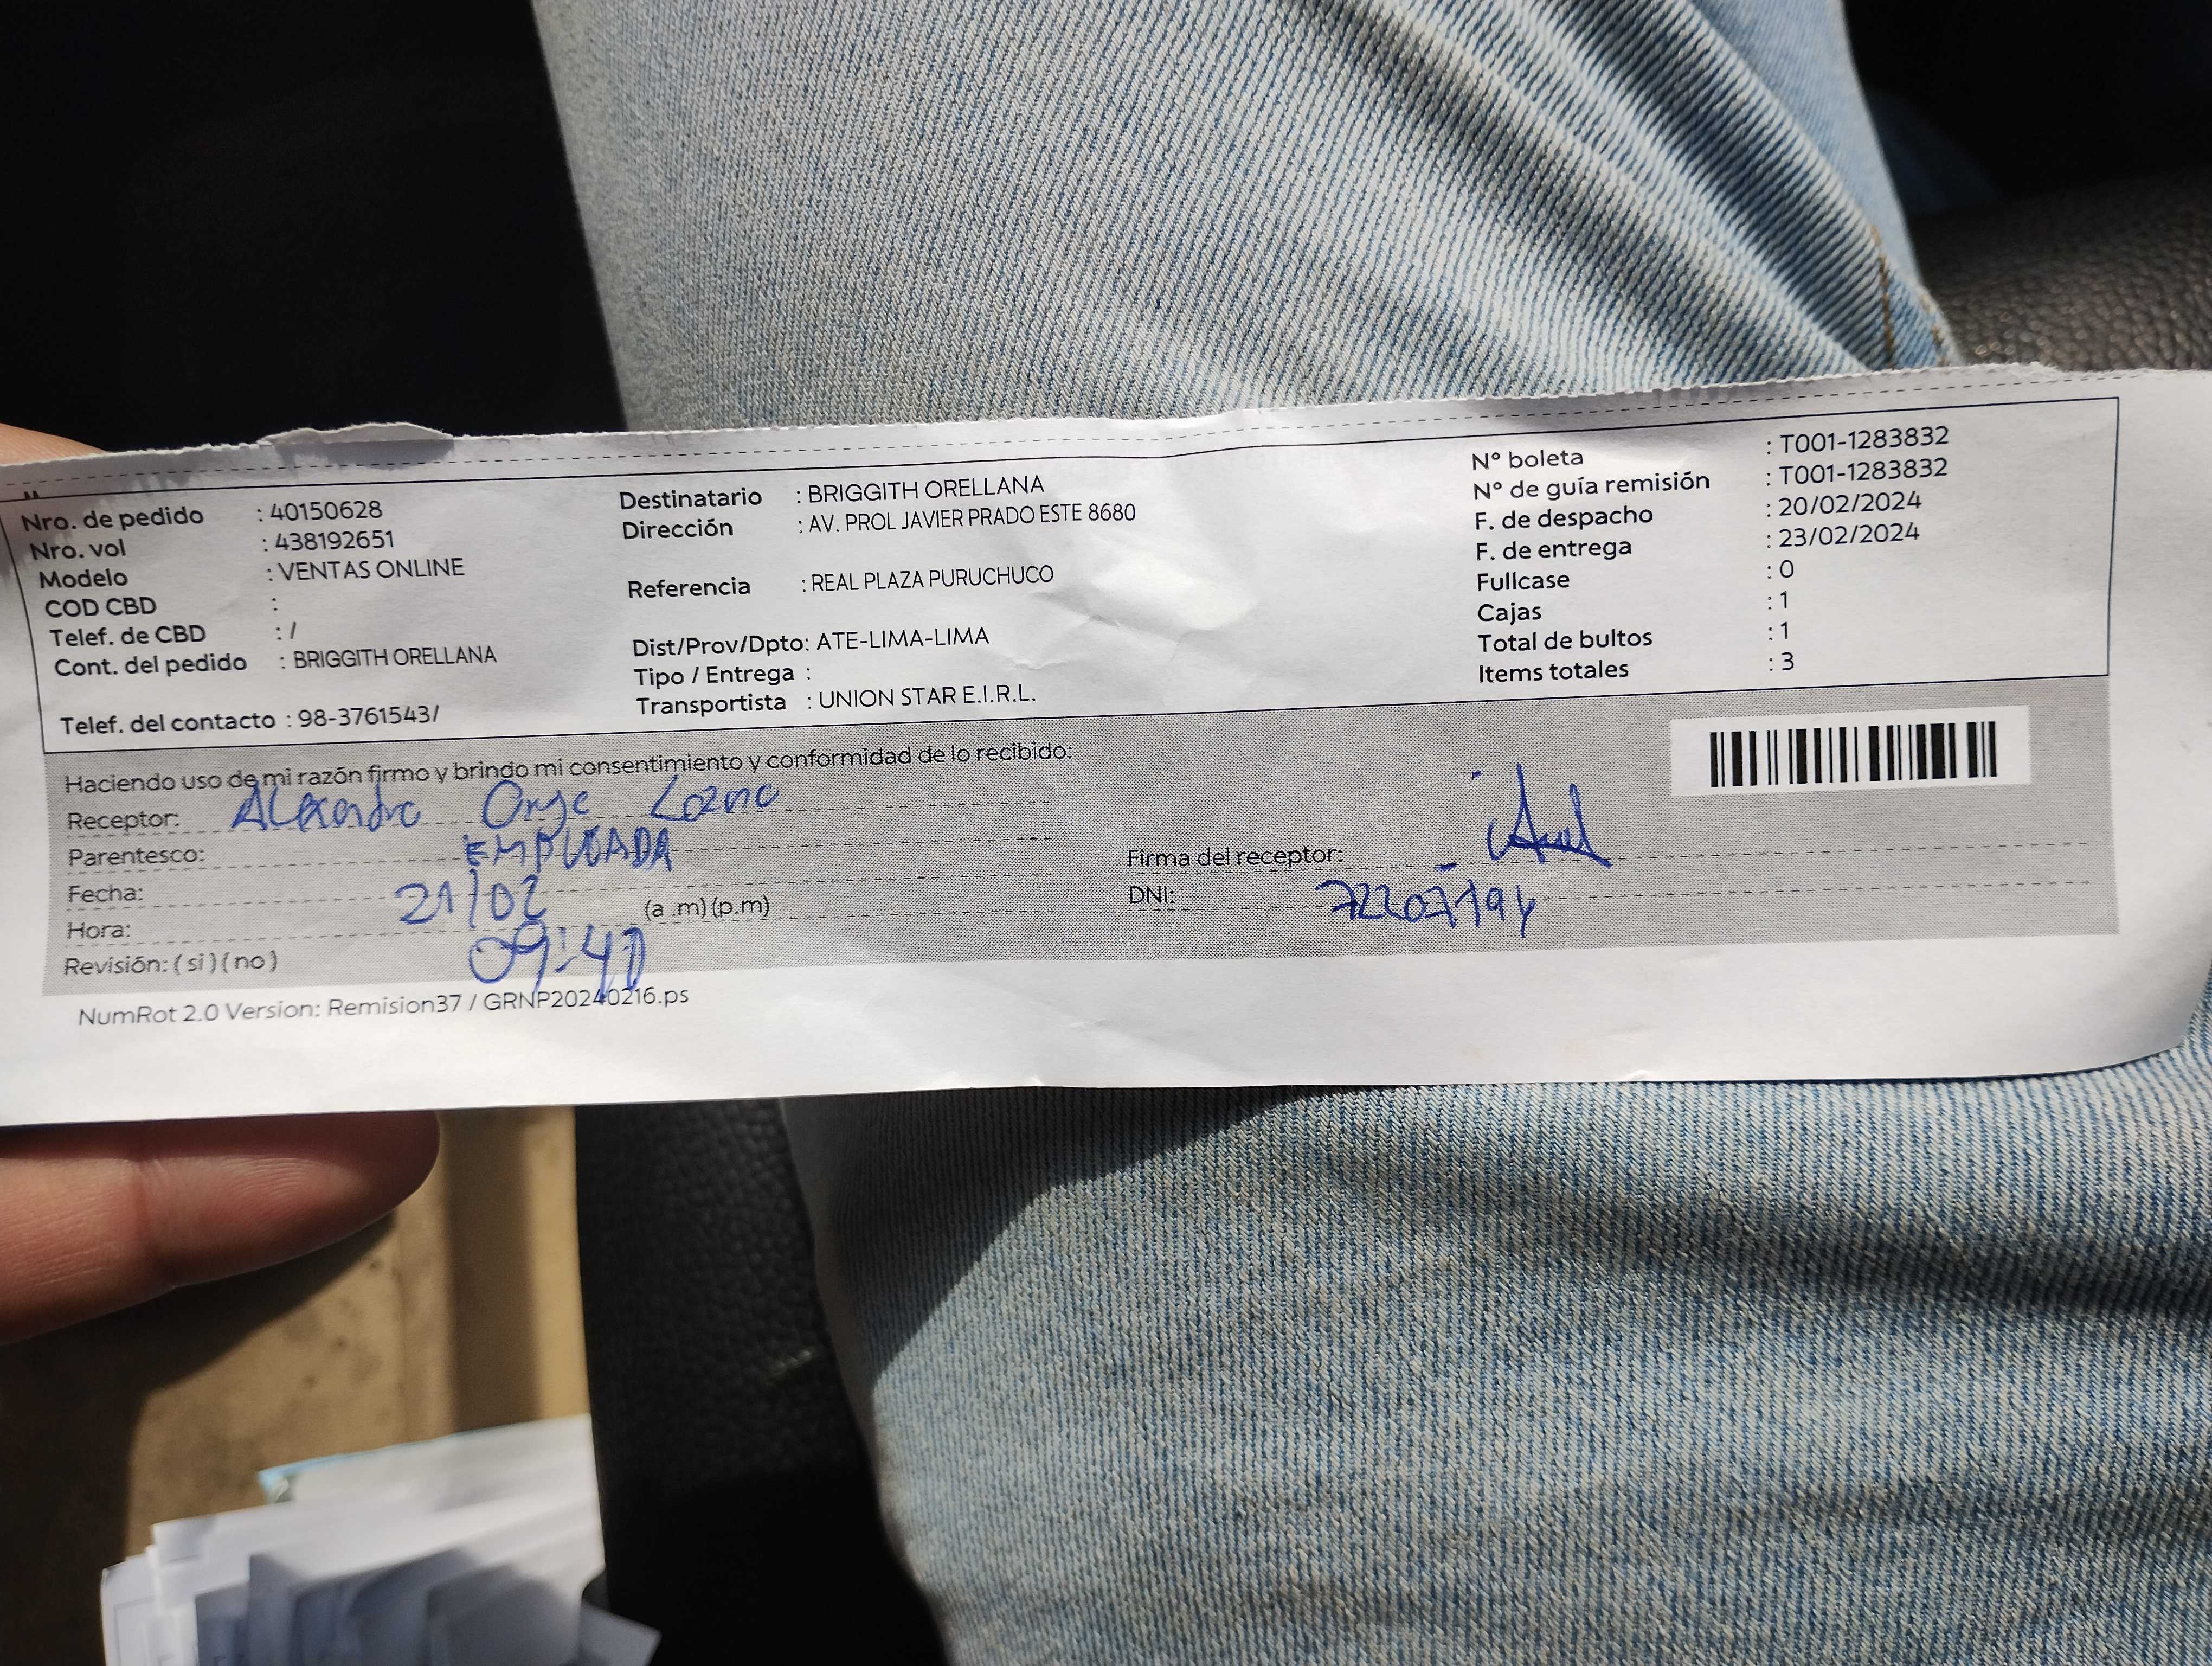 Nro. de pedido : 40150628
Nro. vol : 438192651
Modelo : VENTAS ONLINE
COD CBD :
Telef. de CBD : /
Cont. del pedido : BRIGGITH ORELLANA
Telef. del contacto : 98-3761543/
Destinatario : BRIGGITH ORELLANA
Dirección : AV. PROL JAVIER PRADO ESTE 8680
Referencia : REAL PLAZA PURUCHUCO
Dist/Prov/Dpto: ATE-LIMA-LIMA
Tipo / Entrega :
Transportista : UNION STAR E.I.R.L.
N° boleta : T001-1283832
N° de guía remisión : T001-1283832
F. de despacho : 20/02/2024
F. de entrega : 23/02/2024
Fullcase : 0
Cajas : 1
Total de bultos : 1
Items totales : 3
Haciendo uso de mi razón firmo y brindo mi consentimiento y conformidad de lo recibido:
Receptor:
Parentesco: EMPLEADA
Fecha: 21/02
Hora: (a .m) (p.m)
Revisión: ( si ) ( no )
Firma del receptor:
DNI:
NumRot 2.0 Version: Remision37 / GRNP20240216.ps